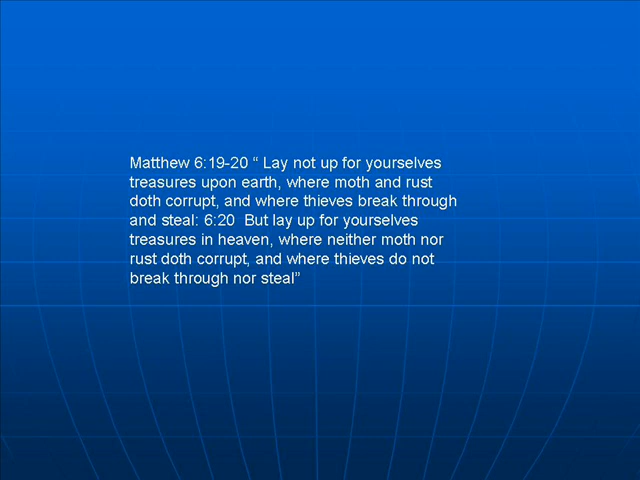 Matthew 6:19-20 “ Lay not up for yourselves
treasures upon earth, where moth and rust
doth corrupt, and where thieves break through
and steal: 6:20  But lay up for yourselves
treasures in heaven, where neither moth nor
rust doth corrupt, and where thieves do not
break through nor steal”